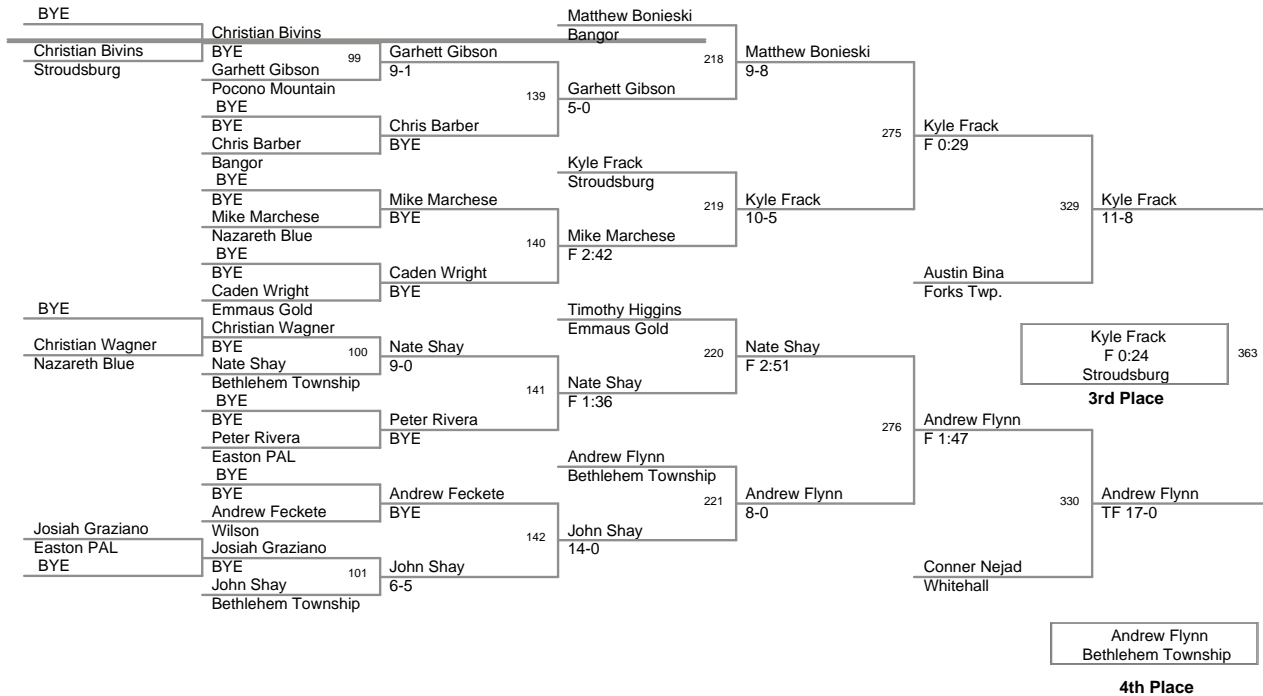 BYE
Christian Bivins
Stroudsburg
BYE
Christian Wagner
Nazareth Blue
Josiah Graziano
Easton PAL
BYE
Christian Bivins
BYE
99
Garhett Gibson
Pocono Mountain
BYE
BYE
Chris Barber
Bangor
BYE
BYE
Mike Marchese
Nazareth Blue
BYE
BYE
Caden Wright
Emmaus Gold
Christian Wagner
BYE
100
Nate Shay
Bethlehem Township
BYE
BYE
Peter Rivera
Easton PAL
BYE
BYE
Andrew Feckete
Wilson
Josiah Graziano
BYE
101
John Shay
Bethlehem Township
Garhett Gibson
9-1
139
Chris Barber
BYE
Mike Marchese
BYE
140
Caden Wright
BYE
Nate Shay
9-0
141
Peter Rivera
BYE
Andrew Feckete
BYE
142
John Shay
6-5
Matthew Bonieski
Bangor
218
Garhett Gibson
5-0
Kyle Frack
Stroudsburg
219
Mike Marchese
F 2:42
Timothy Higgins
Emmaus Gold
220
Nate Shay
F 1:36
Andrew Flynn
Bethlehem Township
221
John Shay
14-0
Matthew Bonieski
9-8
275
Kyle Frack
10-5
Nate Shay
F 2:51
276
Andrew Flynn
8-0
Kyle Frack
F 0:29
329
Austin Bina
Forks Twp.
Andrew Flynn
F 1:47
330
Conner Nejad
Whitehall
Kyle Frack
11-8
Kyle Frack
F 0:24
Stroudsburg
363
3rd Place
Andrew Flynn
TF 17-0
Andrew Flynn
Bethlehem Township
4th Place